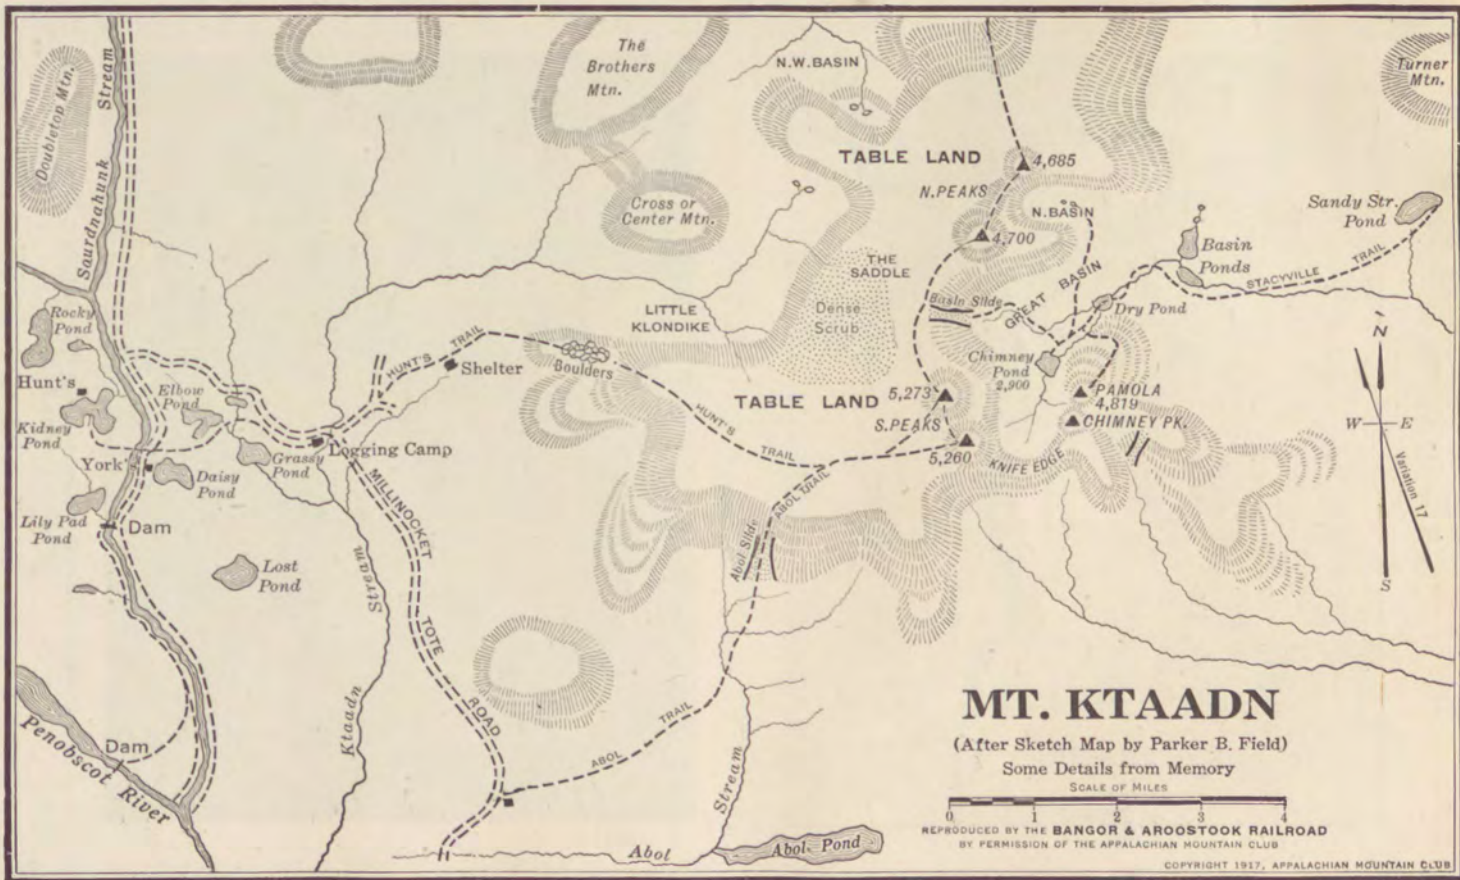 Doubletop Mtn.
Sourdnahunk Stream
The
Brothers
Mtn.
N.W. BASIN
Turner
Mtn.
TABLE LAND
4,685
N. PEAKS
Cross or
Center Mtn.
N. BASIN
Sandy Str.
Pond
4,700
Basin
Ponds
THE
SADDLE
STACYVILLE TRAIL
GREAT BASIN
Basin Slide
Dry Pond
Rocky
Pond
LITTLE
KLONDIKE
Dense
Scrub
N
HUNT'S TRAIL
Shelter
Boulders
Chimney
Pond
2,900
Hunt's
Elbow
Pond
Kidney
Pond
TABLE LAND
5,273
PAMOLA
4,819
CHIMNEY PK.
W E
S. PEAKS
HUNT'S TRAIL
5,260
KNIFE EDGE
Grassy
Pond
Logging Camp
York's
Daisy
Pond
Variation 17
Lily Pad
Pond
Dam
MILLINOCKET TOTE ROAD
ABOL TRAIL
Abol Slide
Lost
Pond
S
Ktaadn Stream
Dam
Penobscot River
ABOL TRAIL
Abol Stream
Abol Pond
MT. KTAADN
(After Sketch Map by Parker B. Field)
Some Details from Memory
SCALE OF MILES
0 1 2 3 4
REPRODUCED BY THE BANGOR & AROOSTOOK RAILROAD
BY PERMISSION OF THE APPALACHIAN MOUNTAIN CLUB
COPYRIGHT 1917, APPALACHIAN MOUNTAIN CLUB